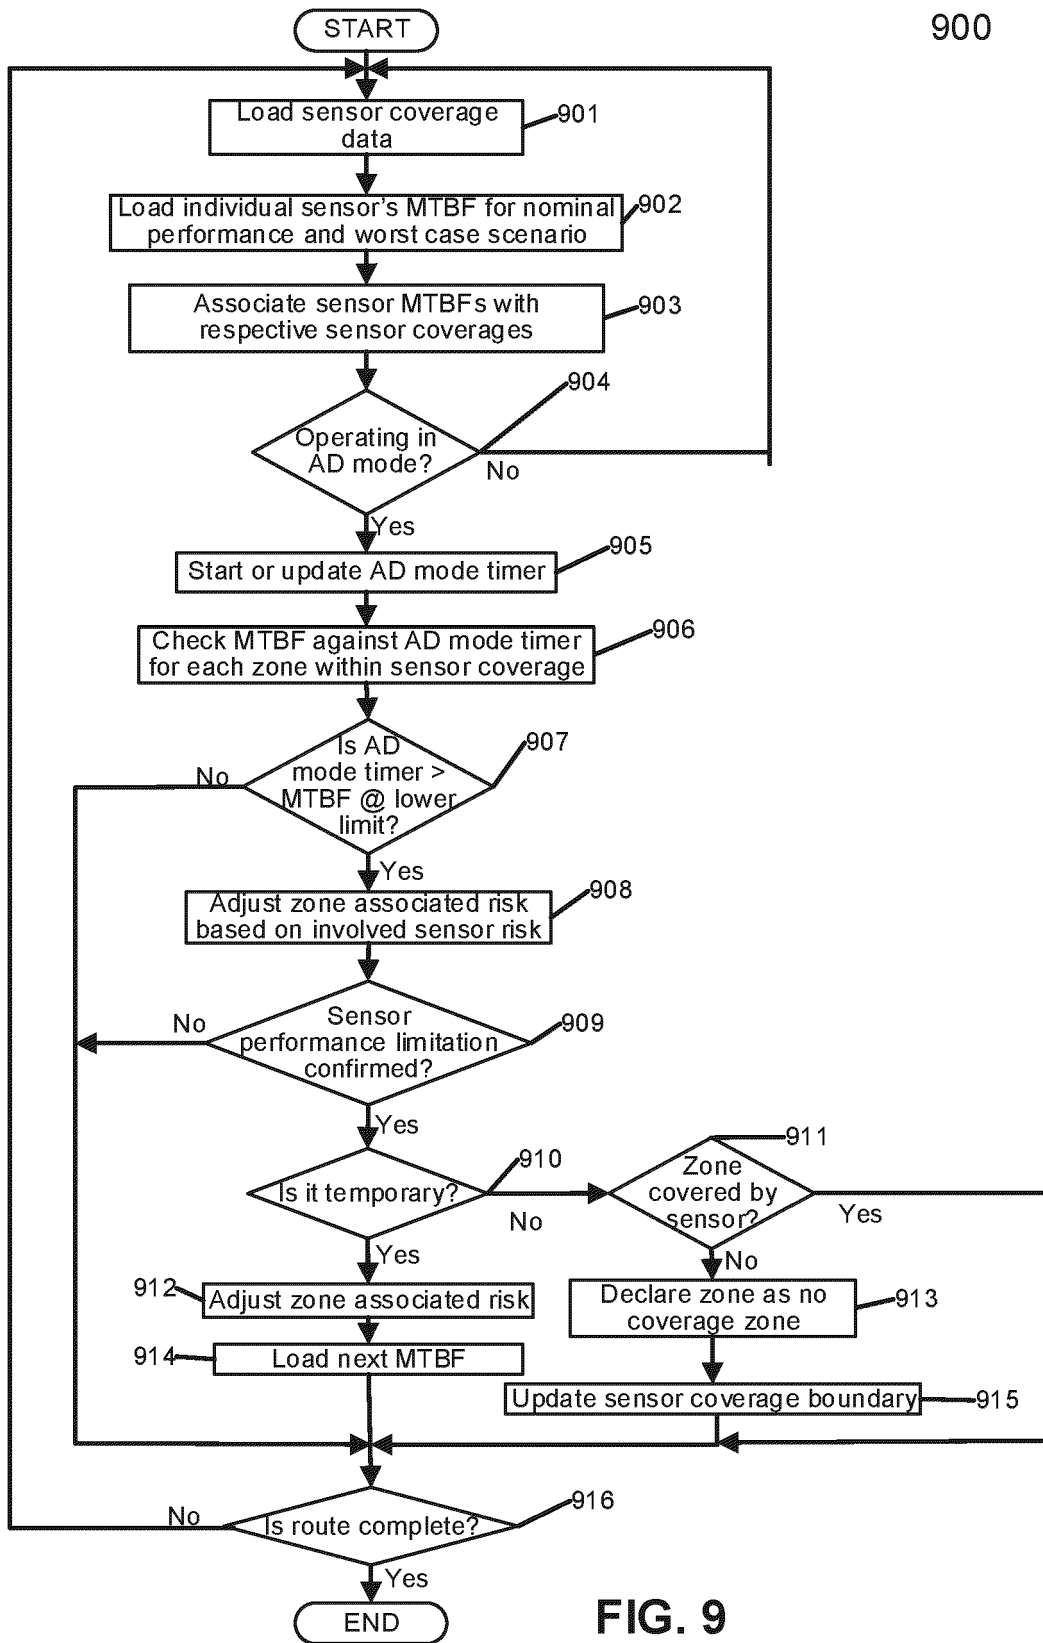 START
900
Load sensor coverage
data
901
Load individual sensor's MTBF for nominal
performance and worst case scenario
902
Associate sensor MTBFs with
respective sensor coverages
903
904
Operating in
AD mode?
No
Yes
905
Start or update AD mode timer
Check MTBF against AD mode timer
for each zone within sensor coverage
906
Is AD
mode timer >
MTBF @ lower
limit?
907
No
Yes
Adjust zone associated risk
based on involved sensor risk
908
No
Sensor
performance limitation
confirmed?
909
Yes
Is it temporary?
910
No
911
Zone
covered by
sensor?
Yes
Yes
No
912
Adjust zone associated risk
Declare zone as no
coverage zone
913
914
Load next MTBF
Update sensor coverage boundary
915
No
Is route complete?
916
Yes
END
FIG. 9